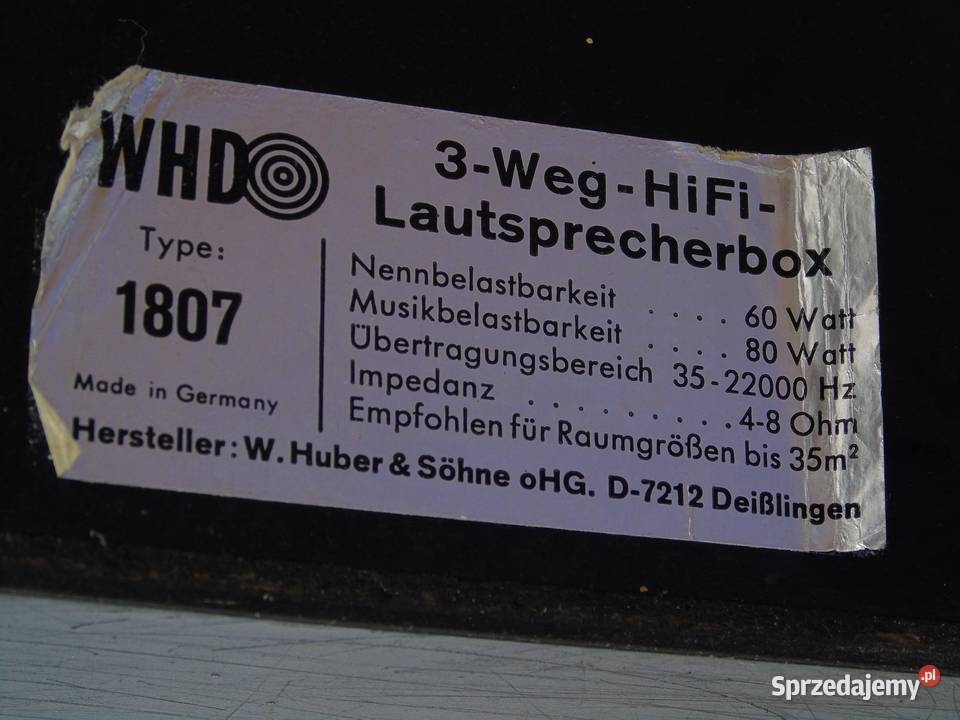 WHD
3-Weg-HiFi-
Lautsprecherbox
Type:
1807
Made in Germany
Nennbelastbarkeit . . . . 60 Watt
Musikbelastbarkeit . . . . 80 Watt
Übertragungsbereich 35-22000 Hz
Impedanz . . . . . . . . . 4-8 Ohm
Empfohlen für Raumgrößen bis 35m²
Hersteller: W. Huber & Söhne oHG. D-7212 Deißlingen
Sprzedajemy.pl